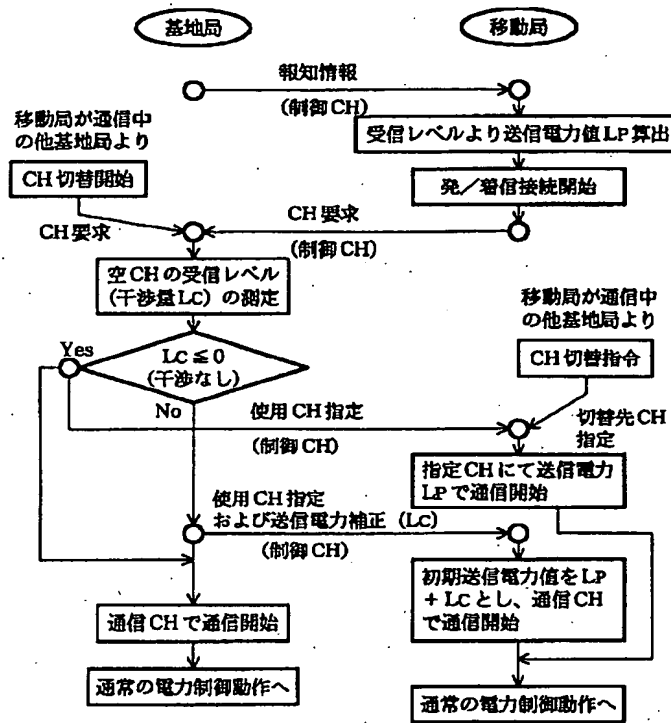 基地局
移動局
報知情報
(制御CH)
移動局が通信中
の他基地局より
受信レベルより送信電力値LP算出
CH切替開始
発／着信接続開始
CH要求
CH要求
(制御CH)
空CHの受信レベル
(干渉量LC)の測定
移動局が通信中
の他基地局より
Yes
LC≦0
(干渉なし)
CH切替指令
No
使用CH指定
(制御CH)
切替先CH
指定
指定CHにて送信電力
LPで通信開始
使用CH指定
および送信電力補正（LC）
(制御CH)
初期送信電力値をLP
+LCとし、通信CH
で通信開始
通信CHで通信開始
通常の電力制御動作へ
通常の電力制御動作へ